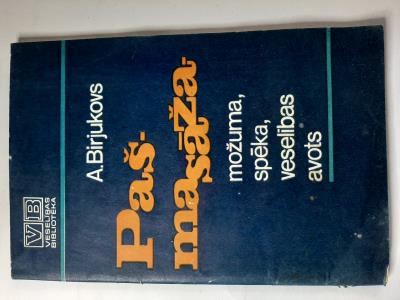 VB
VESELĪBAS
BIBLIOTĒKA
A.Birjukovs
Paš-
masāža-
možuma,
spēka,
veselības
avots